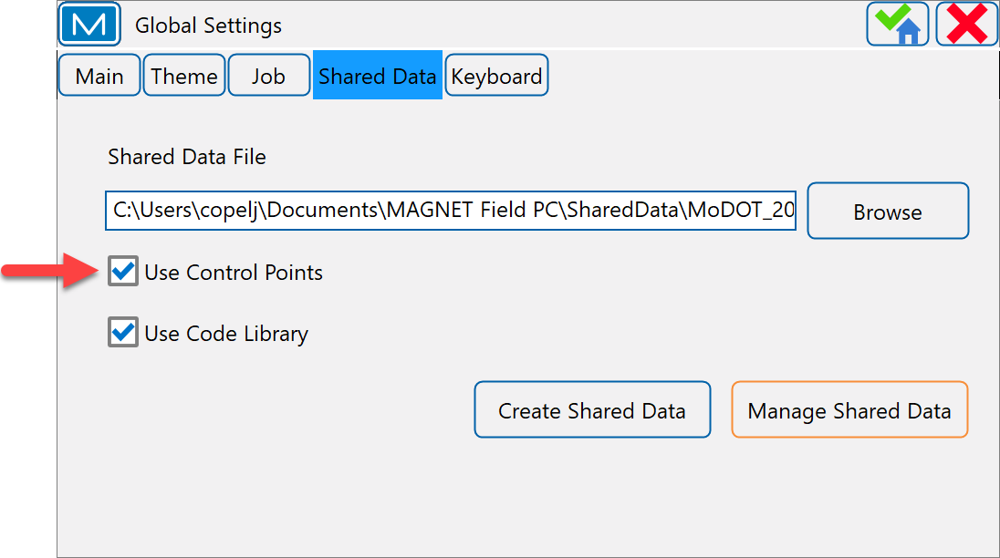 Global Settings
Main Theme Job Shared Data Keyboard
Shared Data File
C:\Users\copelj\Documents\MAGNET Field PC\SharedData\MoDOT_20
Browse
Use Control Points
Use Code Library
Create Shared Data Manage Shared Data